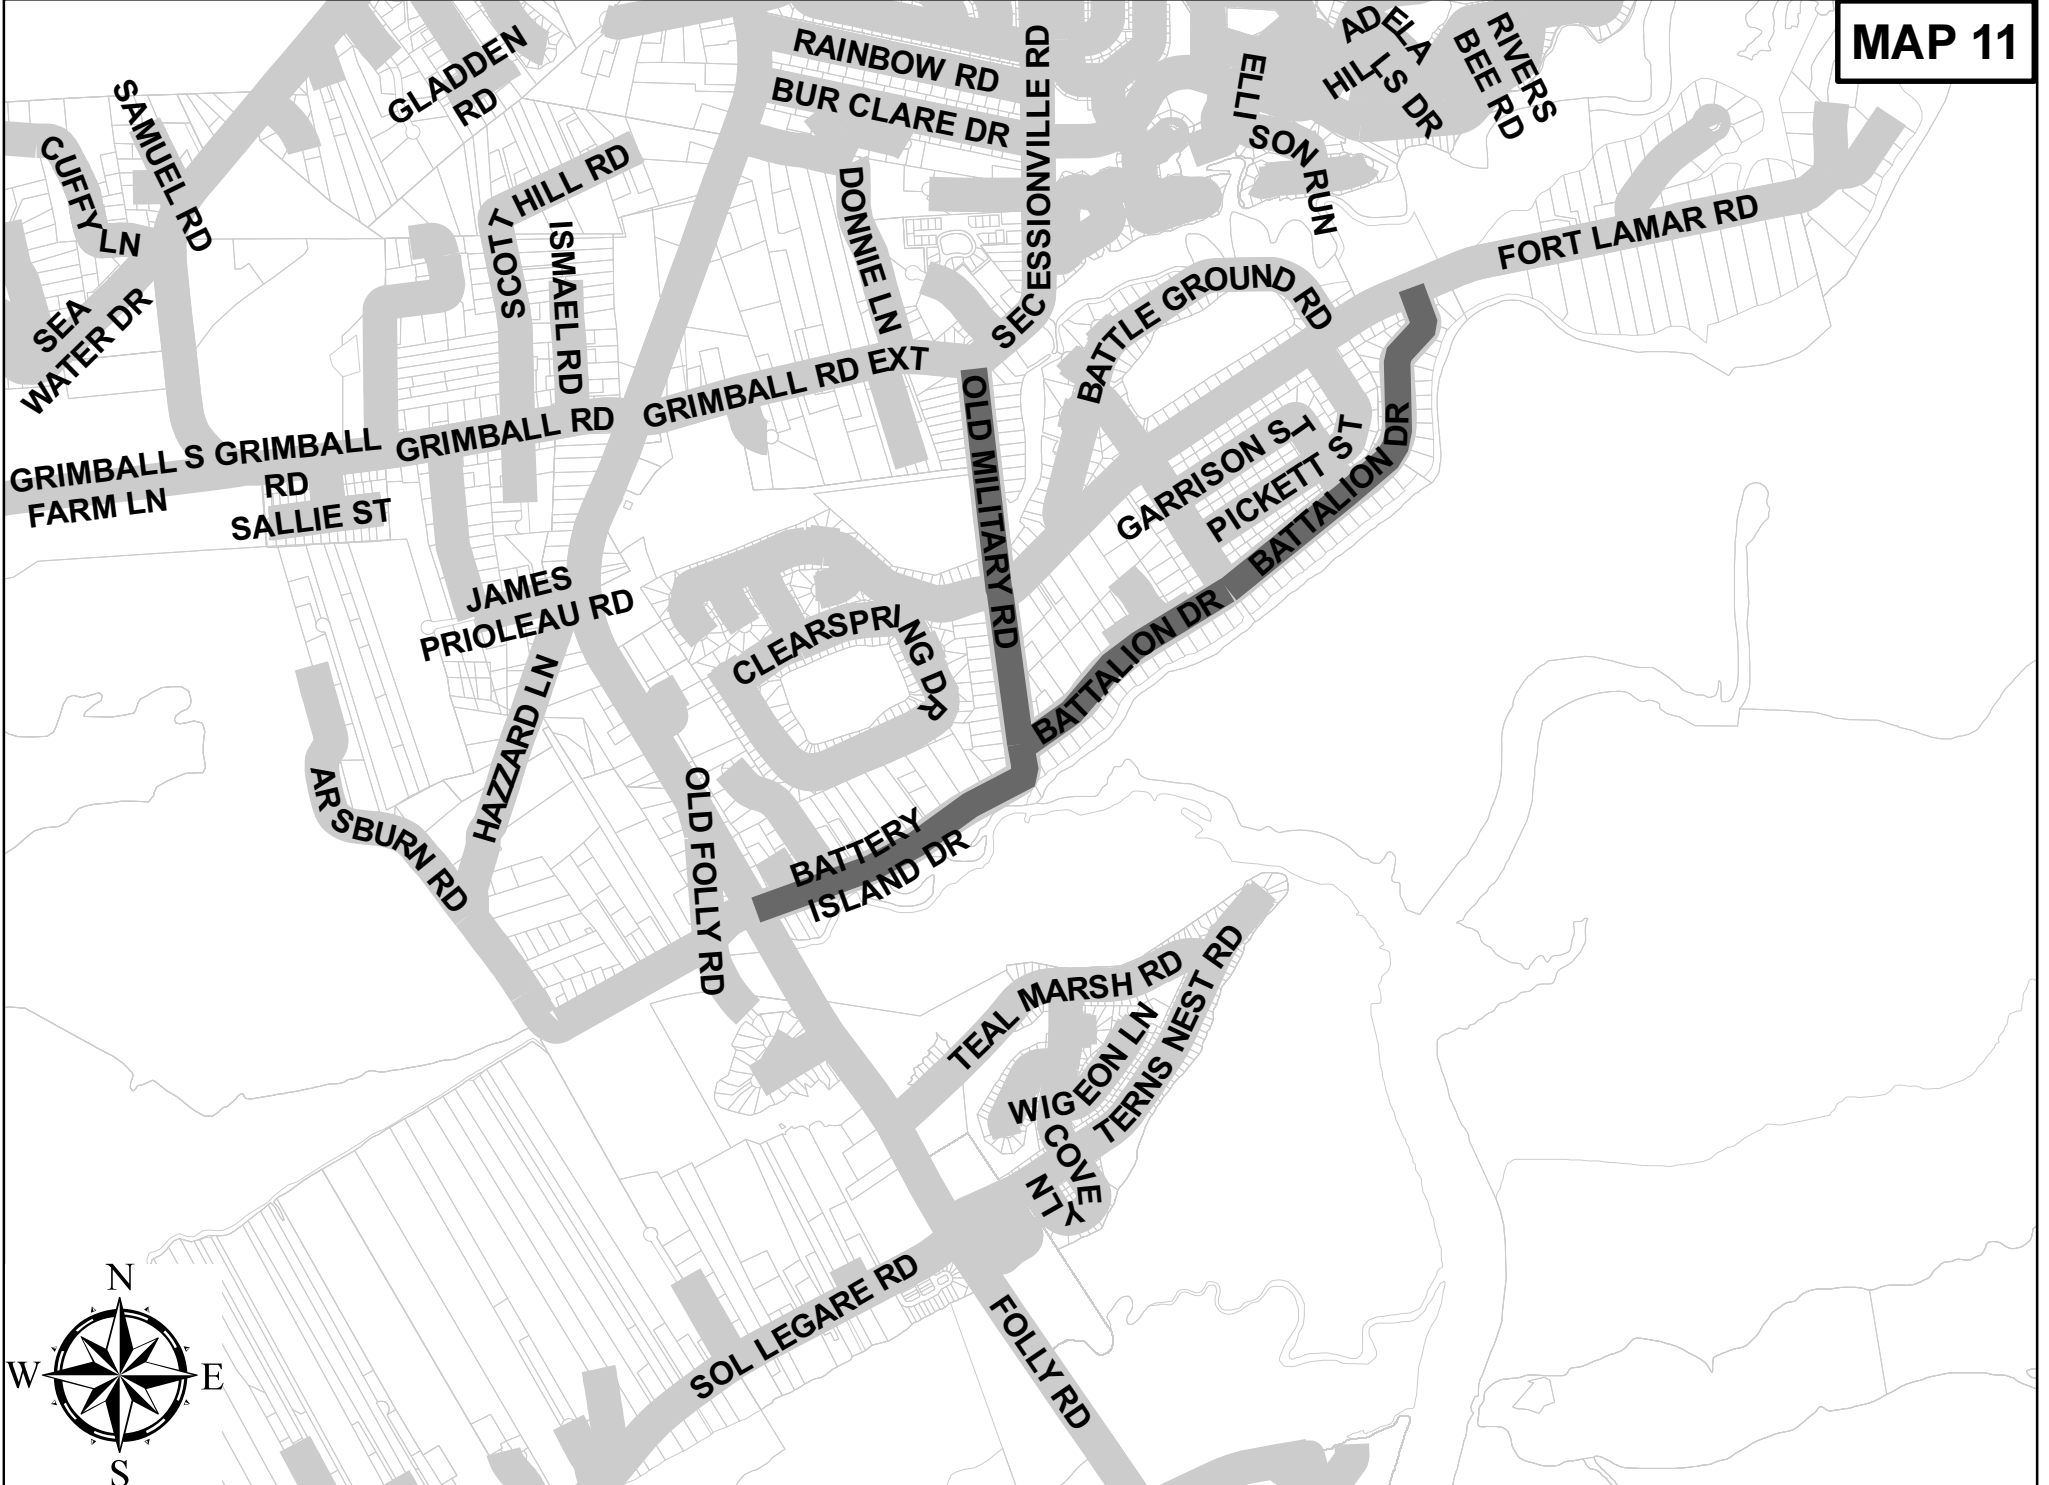 MAP 11
GLADDEN
RD
RAINBOW RD
BUR CLARE DR
SECESSIONVILLE RD
ELLISON RUN
ADELA
HILLS DR
RIVERS
BEE RD
SAMUEL RD
CUFFY LN
SEA
WATER DR
SCOTT HILL RD
ISMAEL RD
DONNIE LN
FORT LAMAR RD
BATTLE GROUND RD
GRIMBALL RD EXT
GRIMBALL RD
GRIMBALL S
FARM LN
GRIMBALL
RD
SALLIE ST
OLD MILITARY RD
GARRISON ST
PICKETT ST
BATTALION DR
BATTALION DR
JAMES
PRIOLEAU RD
CLEARSPRING DR
HAZZARD LN
ARSBURN RD
OLD FOLLY RD
BATTERY
ISLAND DR
TEAL MARSH RD
WIGEON LN
TERNS NEST RD
COVEY LN
SOL LEGARE RD
FOLLY RD
N
W
E
S